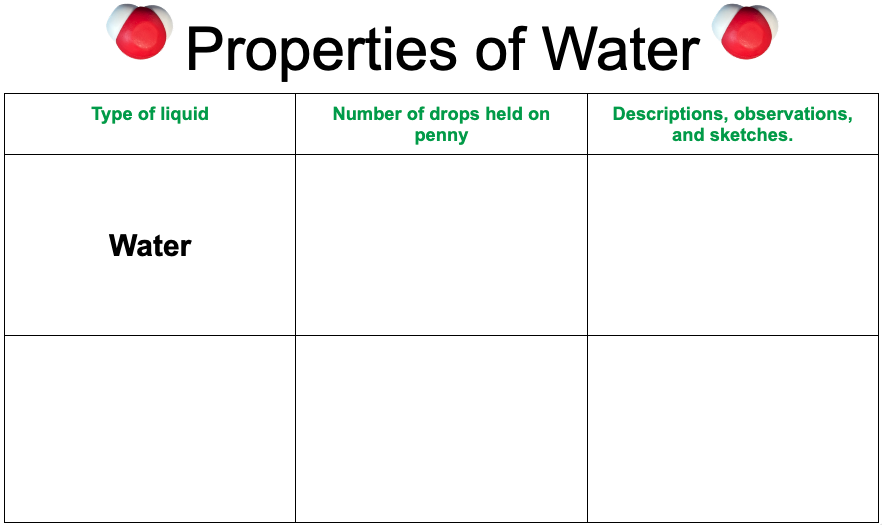 Properties of Water
Type of liquid
Number of drops held on
penny
Descriptions, observations,
and sketches.
Water